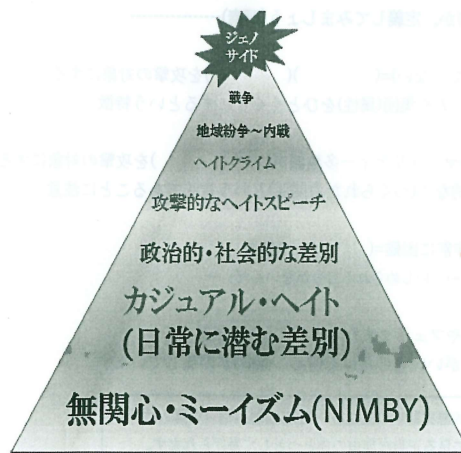 ジェノ
サイド
戦争
地域紛争～内戦
ヘイトクライム
攻撃的なヘイトスピーチ
政治的・社会的な差別
カジュアル・ヘイト
(日常に潜む差別)
無関心・ミーイズム(NIMBY)